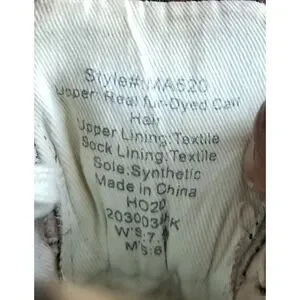 Style#:MA520
Upper: Real fur-Dyed Calf
Hair
Upper Lining:Textile
Sock Lining:Textile
Sole:Synthetic
Made in China
HO20
W'S:7.
M'S:6